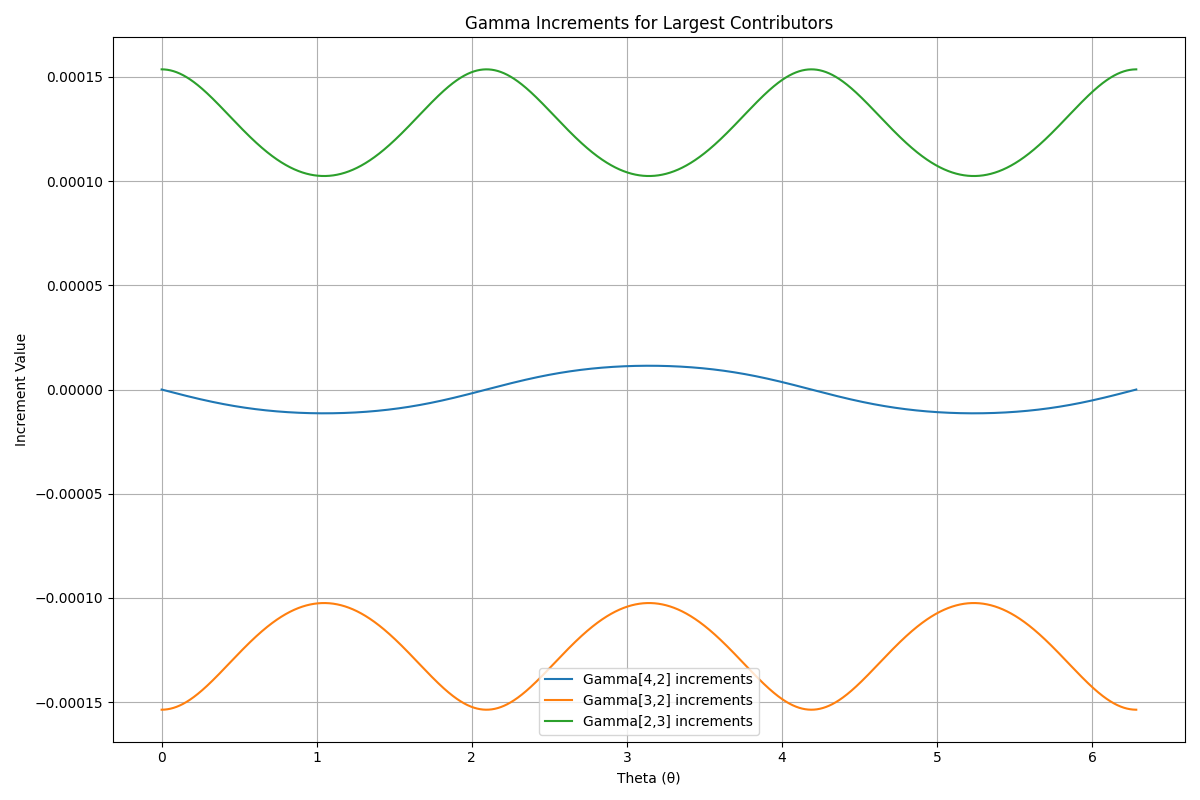 Gamma Increments for Largest Contributors
Increment Value
0.00015
0.00010
0.00005
0.00000
−0.00005
−0.00010
−0.00015
Gamma[4,2] increments
Gamma[3,2] increments
Gamma[2,3] increments
0 1 2 3 4 5 6
Theta (θ)